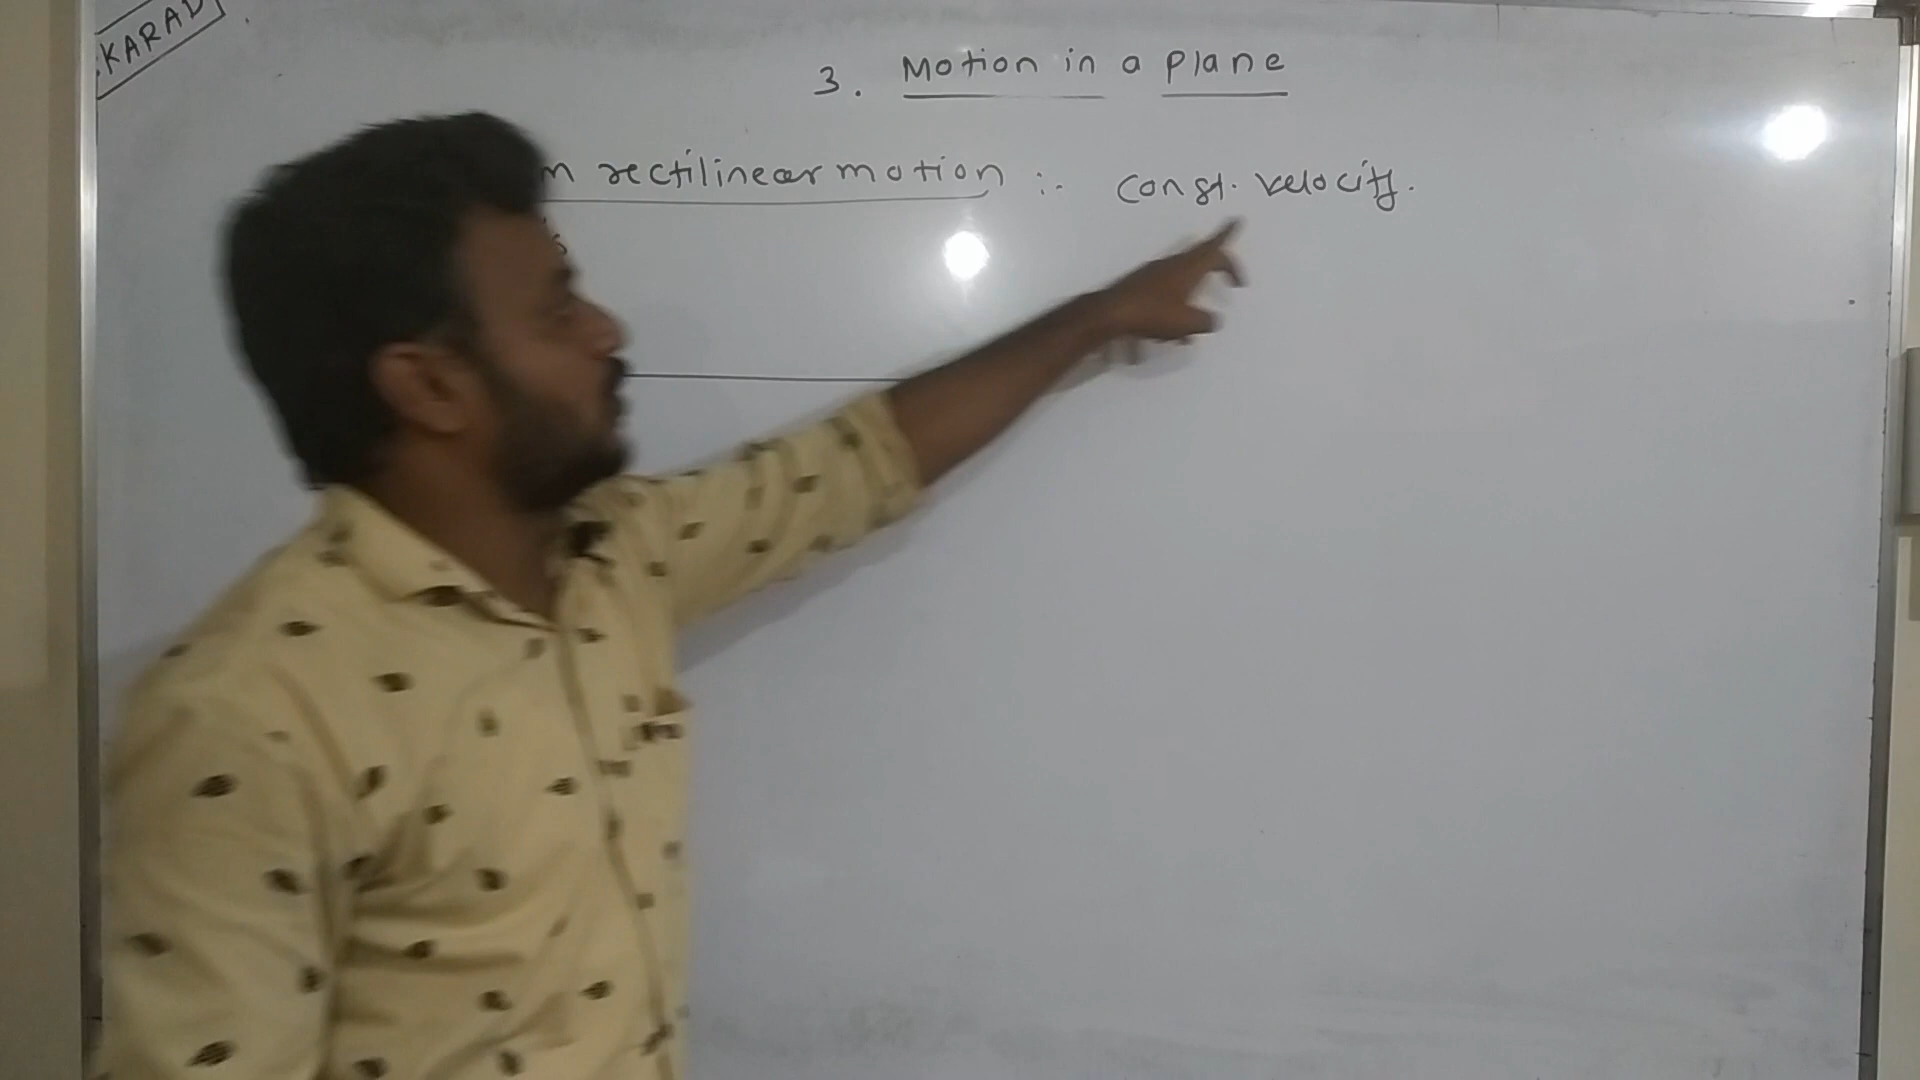 KARAD
3. Motion in a plane
m rectilinear motion :- const. velocity.
s